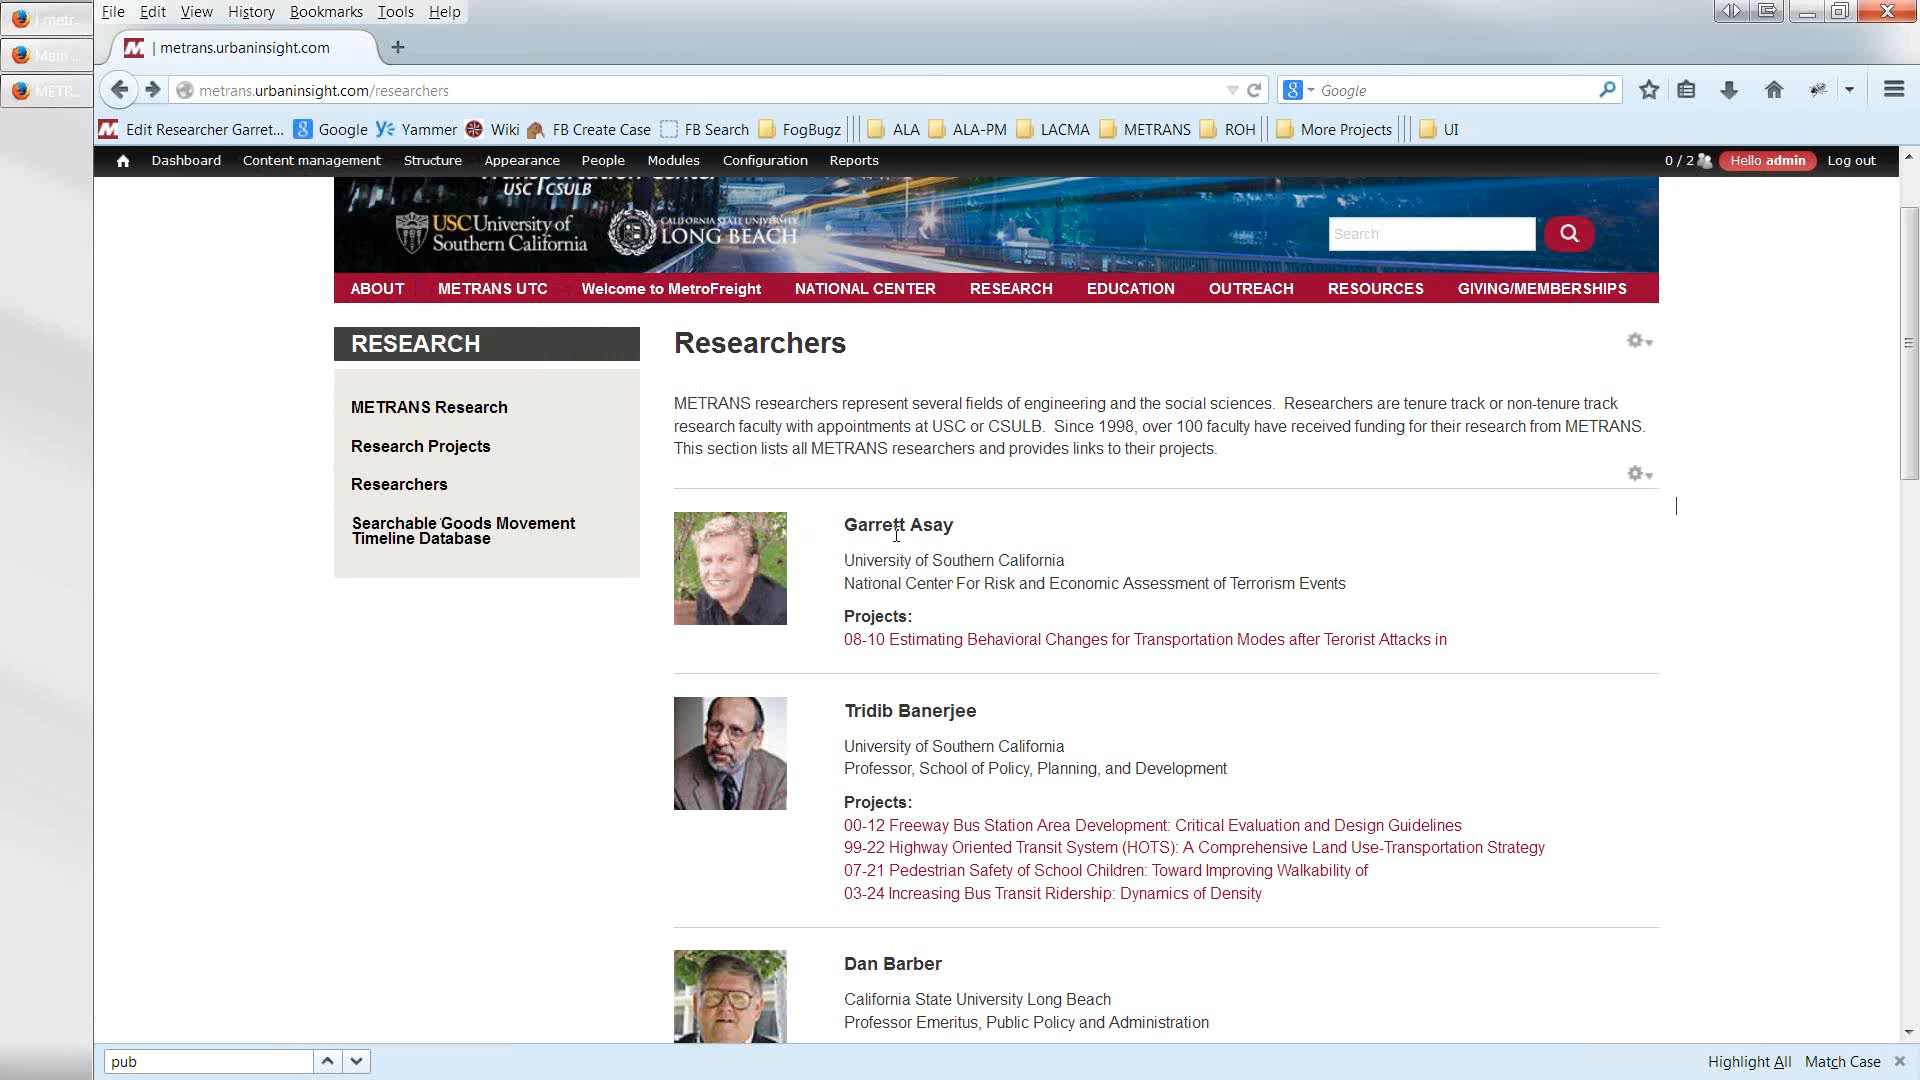 File Edit View History Bookmarks Tools Help
| metrans.urbaninsight.com
metrans.urbaninsight.com/researchers
Google
Edit Researcher Garret... Google Yammer Wiki FB Create Case FB Search FogBugz ALA ALA-PM LACMA METRANS ROH More Projects UI
Dashboard Content management Structure Appearance People Modules Configuration Reports 0 / 2 Hello admin Log out
USC / CSULB
USC University of Southern California
CALIFORNIA STATE UNIVERSITY
LONG BEACH
Search
ABOUT METRANS UTC Welcome to MetroFreight NATIONAL CENTER RESEARCH EDUCATION OUTREACH RESOURCES GIVING/MEMBERSHIPS
RESEARCH
METRANS Research
Research Projects
Researchers
Searchable Goods Movement
Timeline Database
Researchers
METRANS researchers represent several fields of engineering and the social sciences. Researchers are tenure track or non-tenure track
research faculty with appointments at USC or CSULB. Since 1998, over 100 faculty have received funding for their research from METRANS.
This section lists all METRANS researchers and provides links to their projects.
Garrett Asay
University of Southern California
National Center For Risk and Economic Assessment of Terrorism Events
Projects:
08-10 Estimating Behavioral Changes for Transportation Modes after Terorist Attacks in
Tridib Banerjee
University of Southern California
Professor, School of Policy, Planning, and Development
Projects:
00-12 Freeway Bus Station Area Development: Critical Evaluation and Design Guidelines
99-22 Highway Oriented Transit System (HOTS): A Comprehensive Land Use-Transportation Strategy
07-21 Pedestrian Safety of School Children: Toward Improving Walkability of
03-24 Increasing Bus Transit Ridership: Dynamics of Density
Dan Barber
California State University Long Beach
Professor Emeritus, Public Policy and Administration
pub
Highlight All Match Case